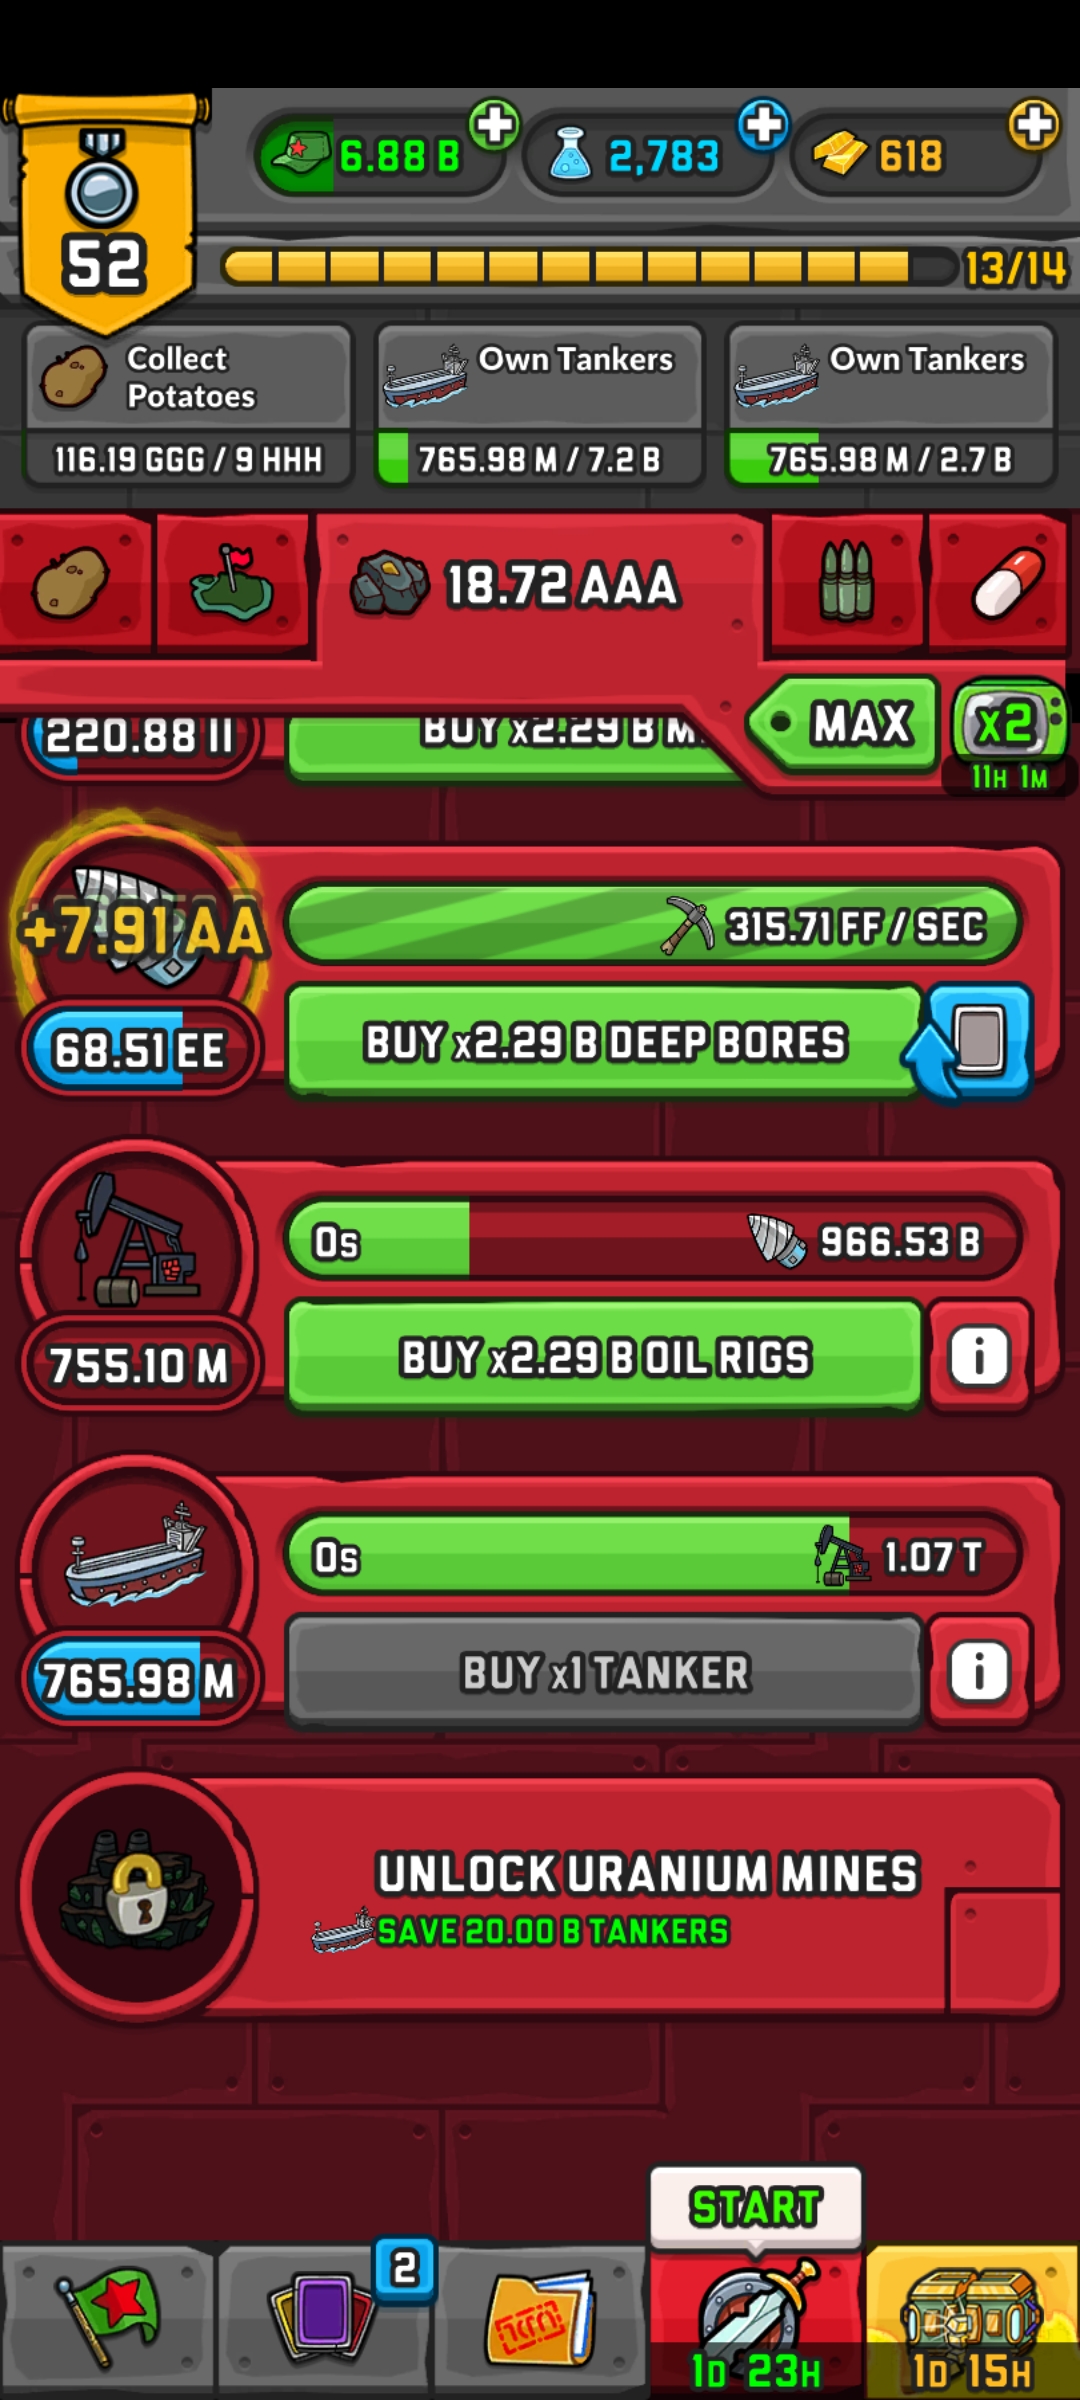 6.88 B
2,783
618
52
13/14
Collect
Potatoes
116.19 GGG / 9 HHH
Own Tankers
765.98 M / 7.2 B
Own Tankers
765.98 M / 2.7 B
18.72 AAA
MAX
x2
11H 1M
220.88 II
BUY x2.29 B
+7.91 AA
315.71 FF / SEC
68.51 EE
BUY x2.29 B DEEP BORES
0s
966.53 B
755.10 M
BUY x2.29 B OIL RIGS
i
0s
1.07 T
765.98 M
BUY x1 TANKER
i
UNLOCK URANIUM MINES
SAVE 20.00 B TANKERS
START
2
1D 23H
1D 15H